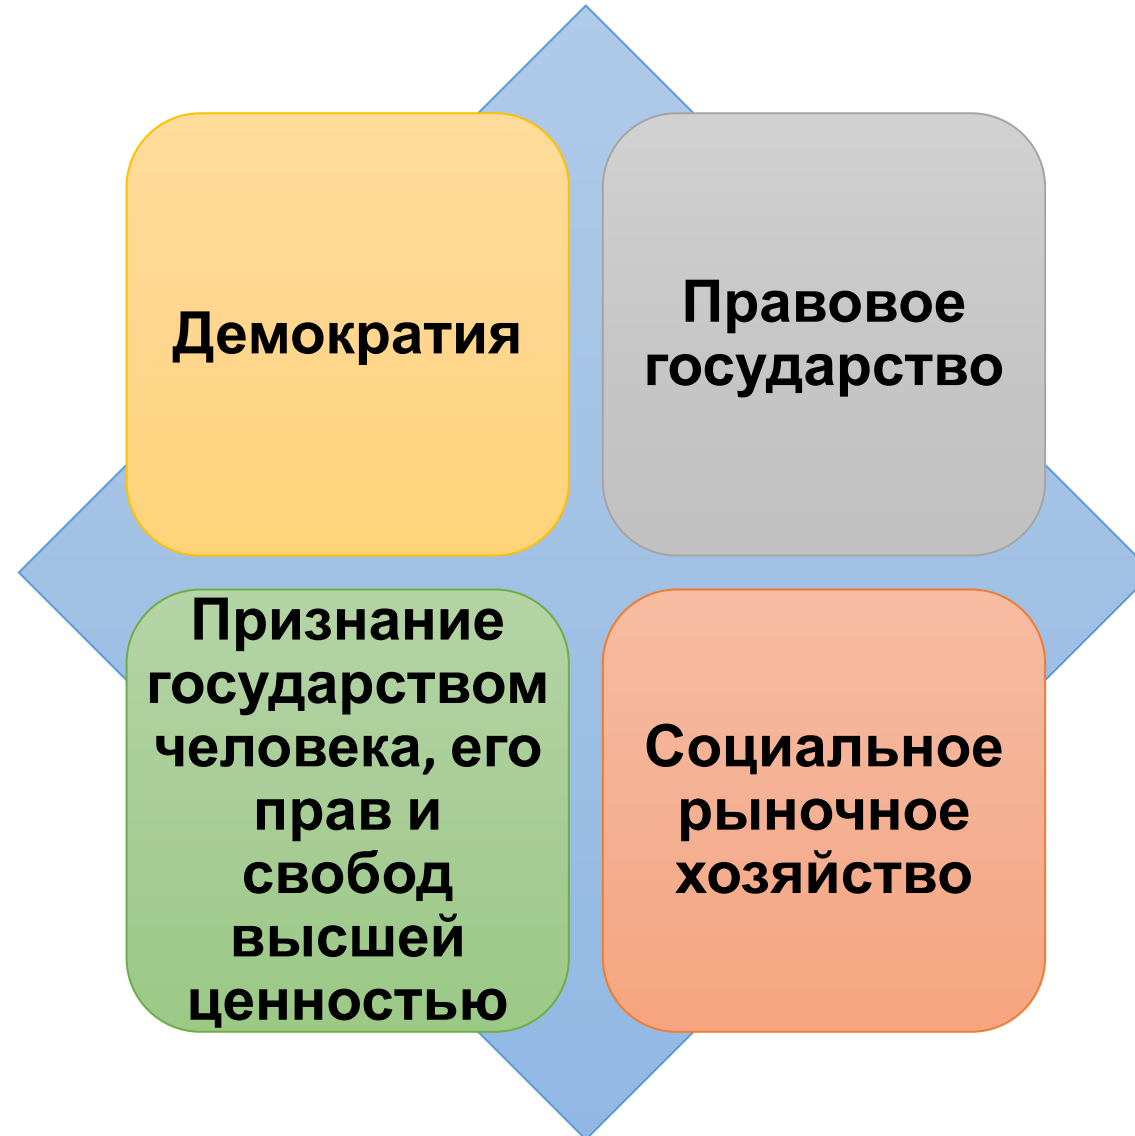 Демократия
Правовое
государство
Признание
государством
человека, его
прав и
свобод
высшей
ценностью
Социальное
рыночное
хозяйство